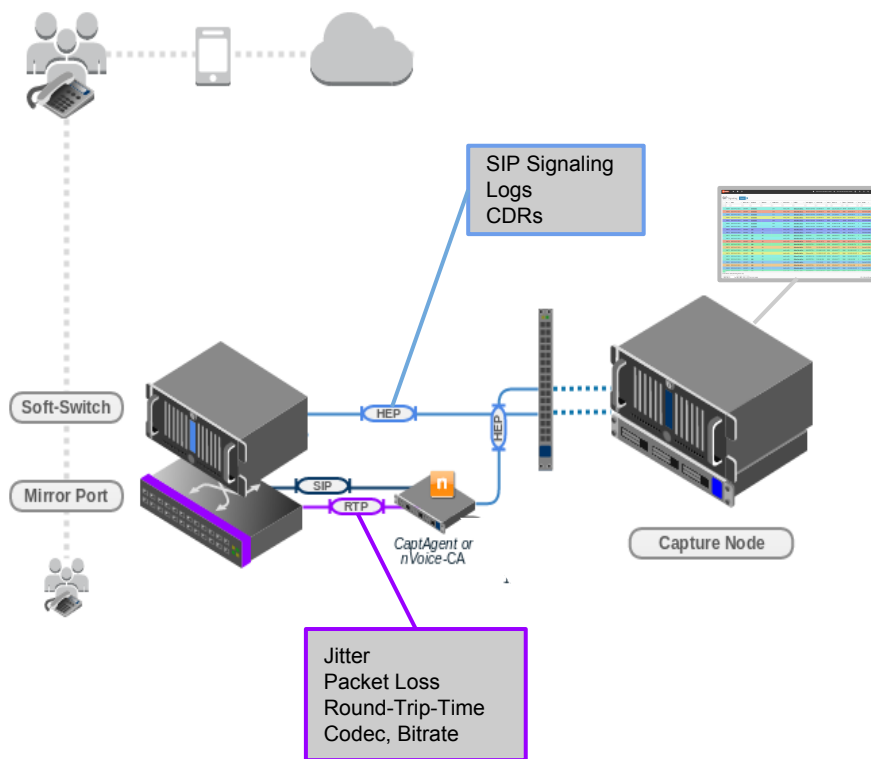 SIP Signaling
Logs
CDRs
Soft-Switch
HEP
HEP
Mirror Port
SIP
n
RTP
CaptAgent or
nVoice-CA
Capture Node
Jitter
Packet Loss
Round-Trip-Time
Codec, Bitrate